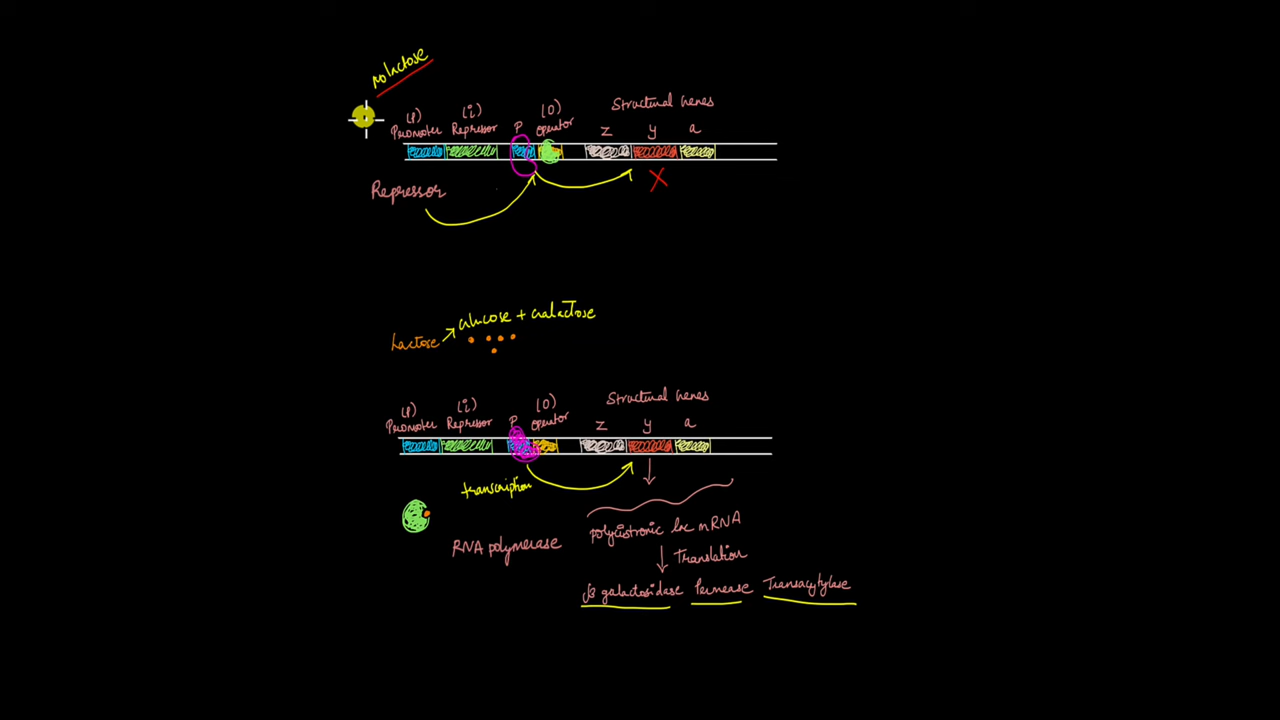 no lactose
Structural Genes
(P) (i) P (O)
Promoter Repressor operator z y a
Repressor
Glucose + Galactose
Lactose
Structural Genes
(P) (i) P (O)
Promoter Repressor operator z y a
transcription
polycistronic lac mRNA
RNA polymerase
Translation
β galactosidase Permease Transacytylase